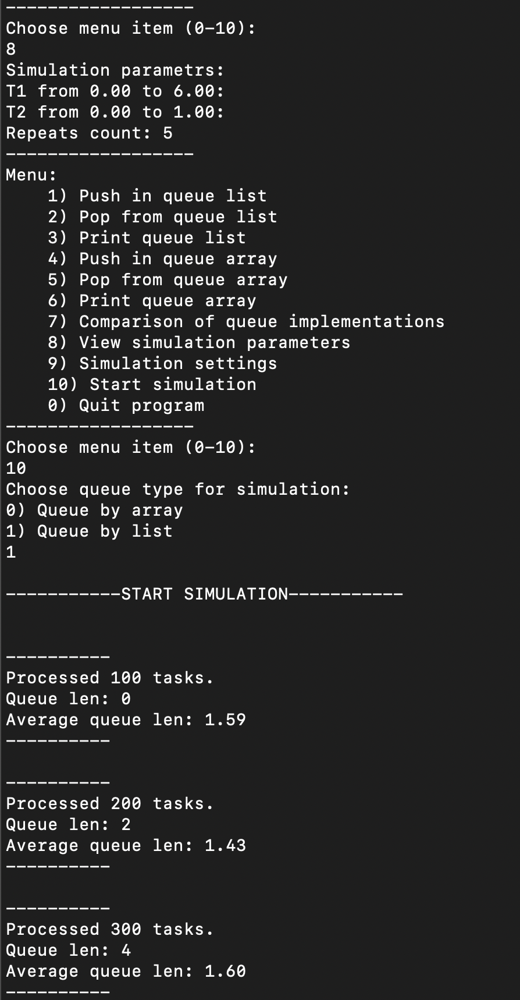 ------------------
Choose menu item (0-10):
8
Simulation parametrs:
T1 from 0.00 to 6.00:
T2 from 0.00 to 1.00:
Repeats count: 5
------------------
Menu:
    1) Push in queue list
    2) Pop from queue list
    3) Print queue list
    4) Push in queue array
    5) Pop from queue array
    6) Print queue array
    7) Comparison of queue implementations
    8) View simulation parameters
    9) Simulation settings
    10) Start simulation
    0) Quit program
------------------
Choose menu item (0-10):
10
Choose queue type for simulation:
0) Queue by array
1) Queue by list
1

-----------START SIMULATION-----------


----------
Processed 100 tasks.
Queue len: 0
Average queue len: 1.59
----------

----------
Processed 200 tasks.
Queue len: 2
Average queue len: 1.43
----------

----------
Processed 300 tasks.
Queue len: 4
Average queue len: 1.60
----------